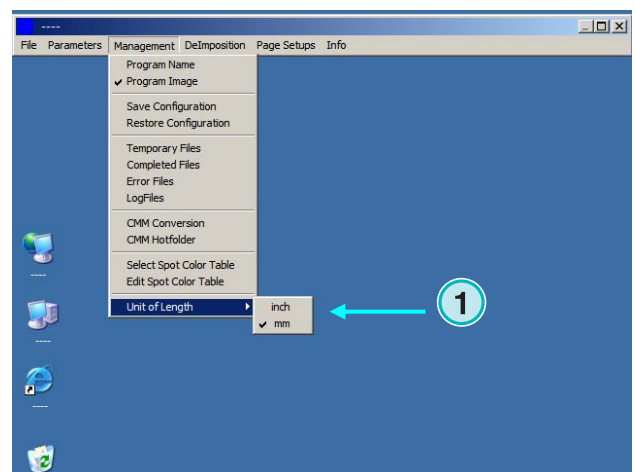 ----
File Parameters Management DeImposition Page Setups Info
Program Name
Program Image
Save Configuration
Restore Configuration
Temporary Files
Completed Files
Error Files
LogFiles
CMM Conversion
CMM Hotfolder
Select Spot Color Table
Edit Spot Color Table
Unit of Length
inch
mm
1
----
----
----